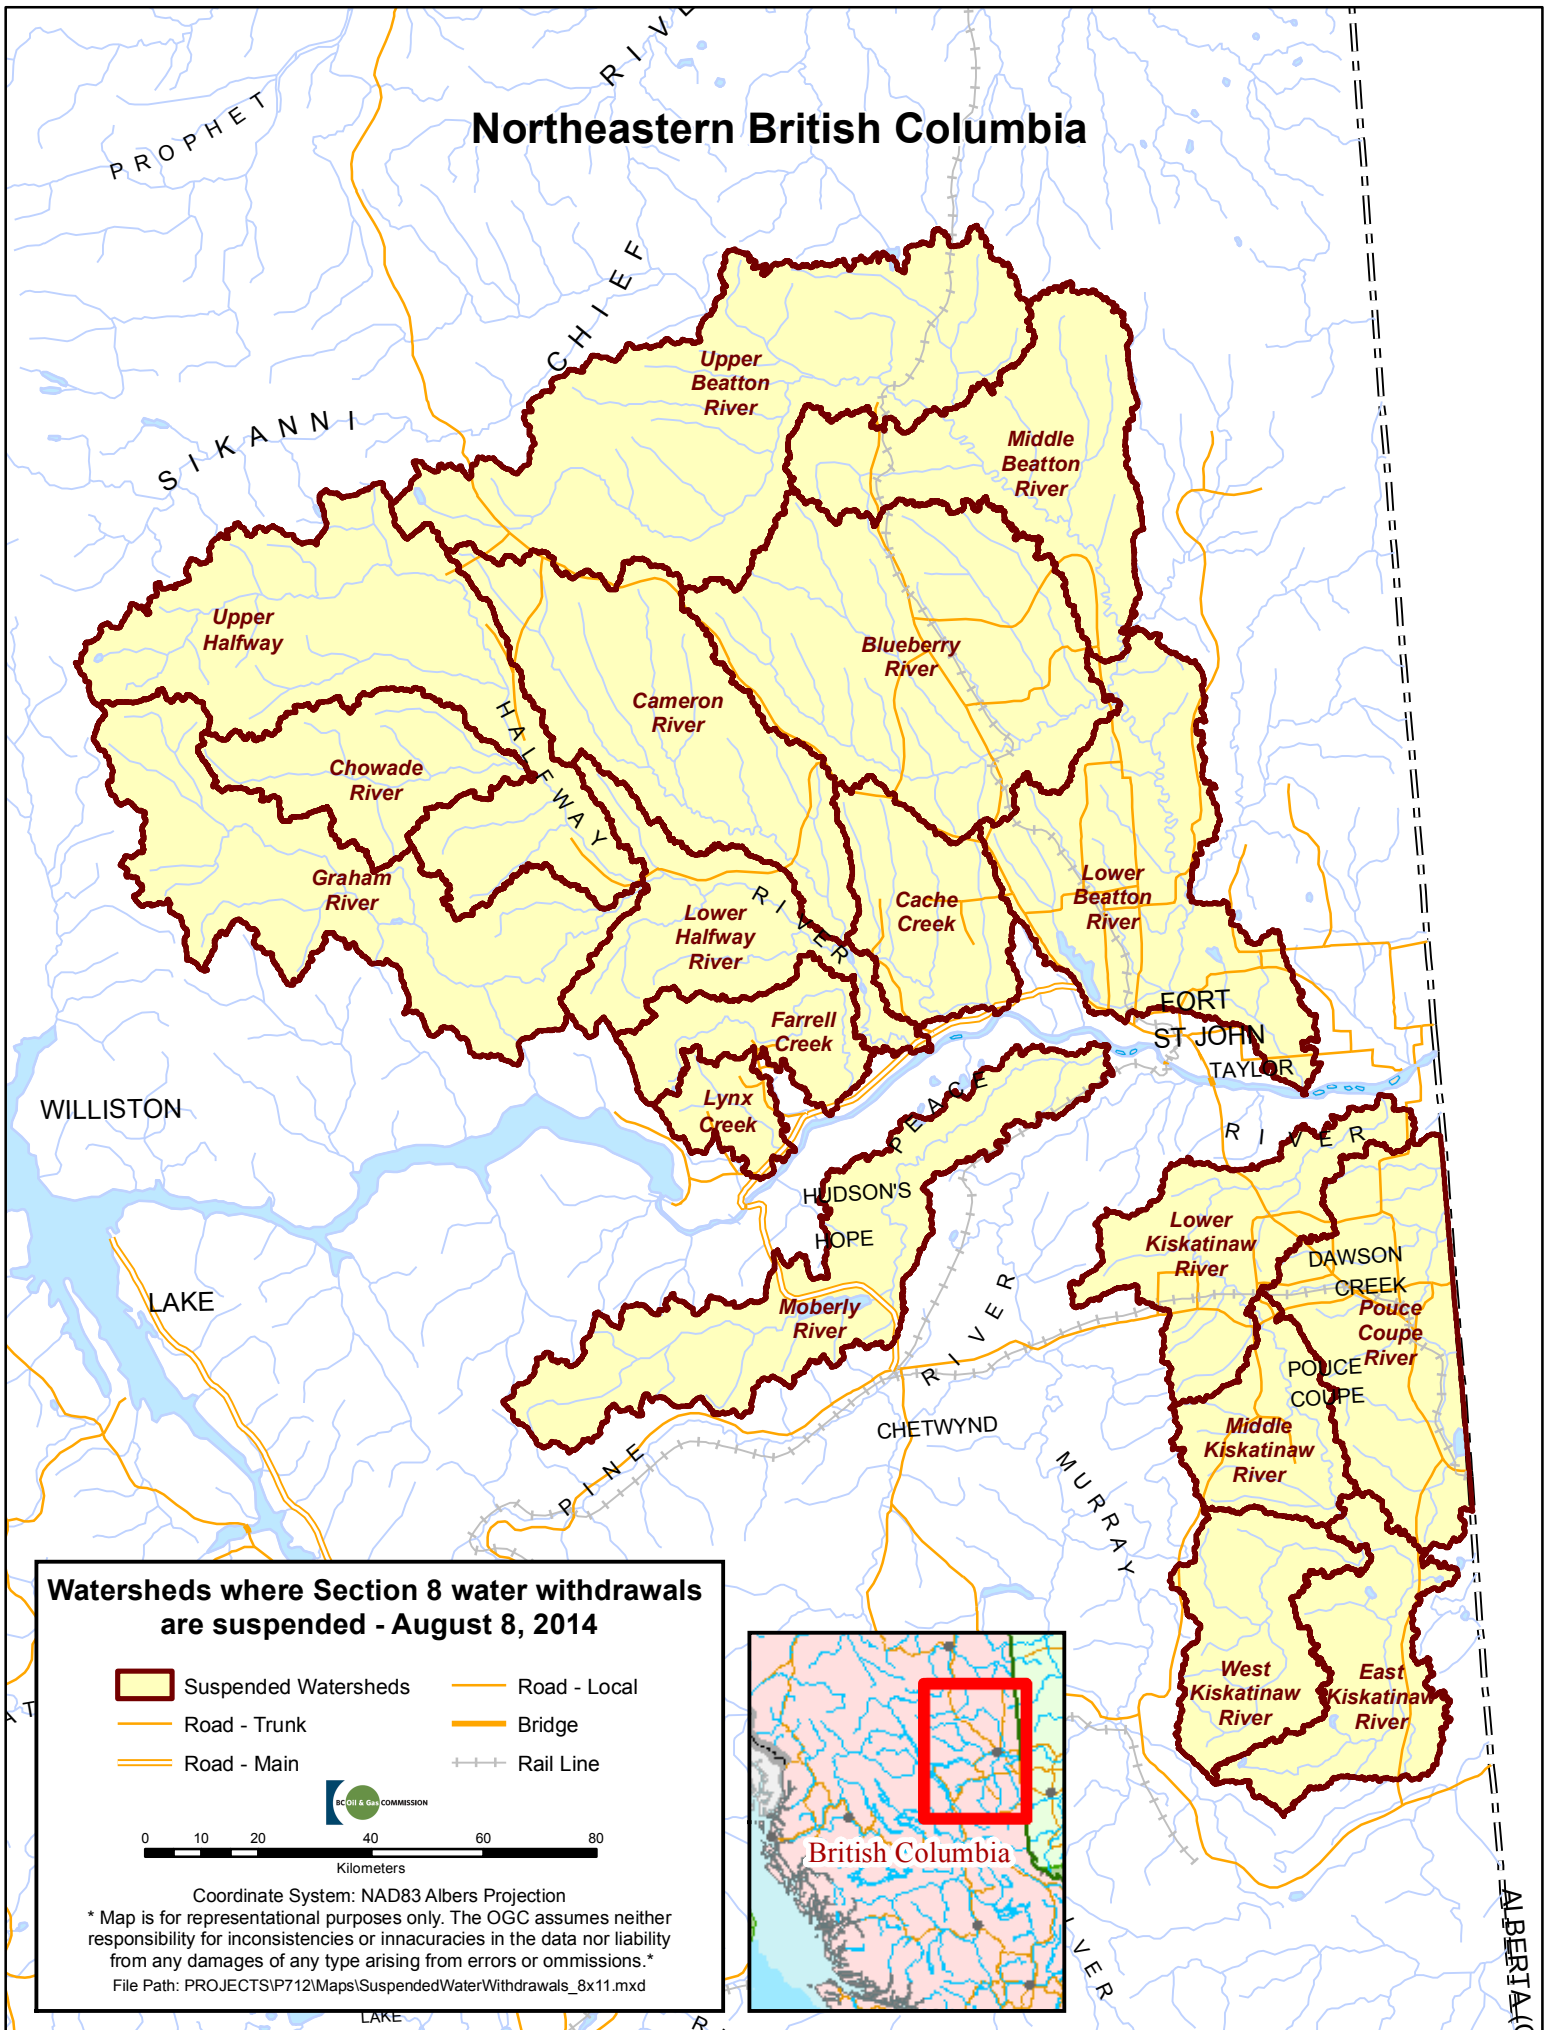 RIVE
PROPHET
Northeastern British Columbia
CHIEF
SIKANNI
Upper
Beatton
River
Middle
Beatton
River
Upper
Halfway
Blueberry
River
Cameron
River
HALFWAY
Chowade
River
Graham
River
Lower
Halfway
River
RIVER
Cache
Creek
Lower
Beatton
River
FORT
ST JOHN
TAYLOR
Farrell
Creek
Lynx
Creek
PEACE
RIVER
WILLISTON
LAKE
HUDSON'S
HOPE
Moberly
River
Lower
Kiskatinaw
River
DAWSON
CREEK
Pouce
Coupe
River
POUCE
COUPE
PINE
RIVER
CHETWYND
MURRAY
Middle
Kiskatinaw
River
West
Kiskatinaw
River
East
Kiskatinaw
River
Watersheds where Section 8 water withdrawals
are suspended - August 8, 2014
Suspended Watersheds
Road - Local
Road - Trunk
Bridge
Road - Main
Rail Line
BC Oil & Gas COMMISSION
0 10 20 40 60 80
Kilometers
Coordinate System: NAD83 Albers Projection
* Map is for representational purposes only. The OGC assumes neither
responsibility for inconsistencies or innacuracies in the data nor liability
from any damages of any type arising from errors or ommissions.*
File Path: PROJECTS\P712\Maps\SuspendedWaterWithdrawals_8x11.mxd
British Columbia
IVER
ALBERTA
LAKE